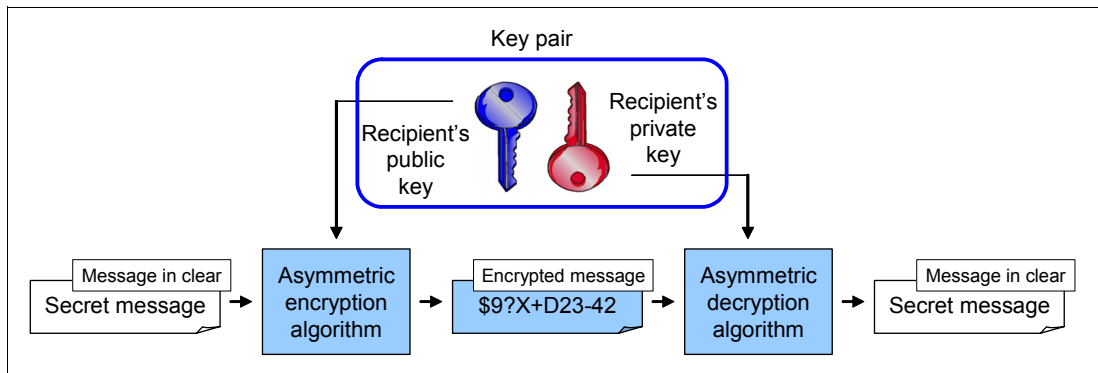 Key pair
Recipient's
public
key
Recipient's
private
key
Message in clear
Secret message
Asymmetric
encryption
algorithm
Encrypted message
$9?X+D23-42
Asymmetric
decryption
algorithm
Message in clear
Secret message